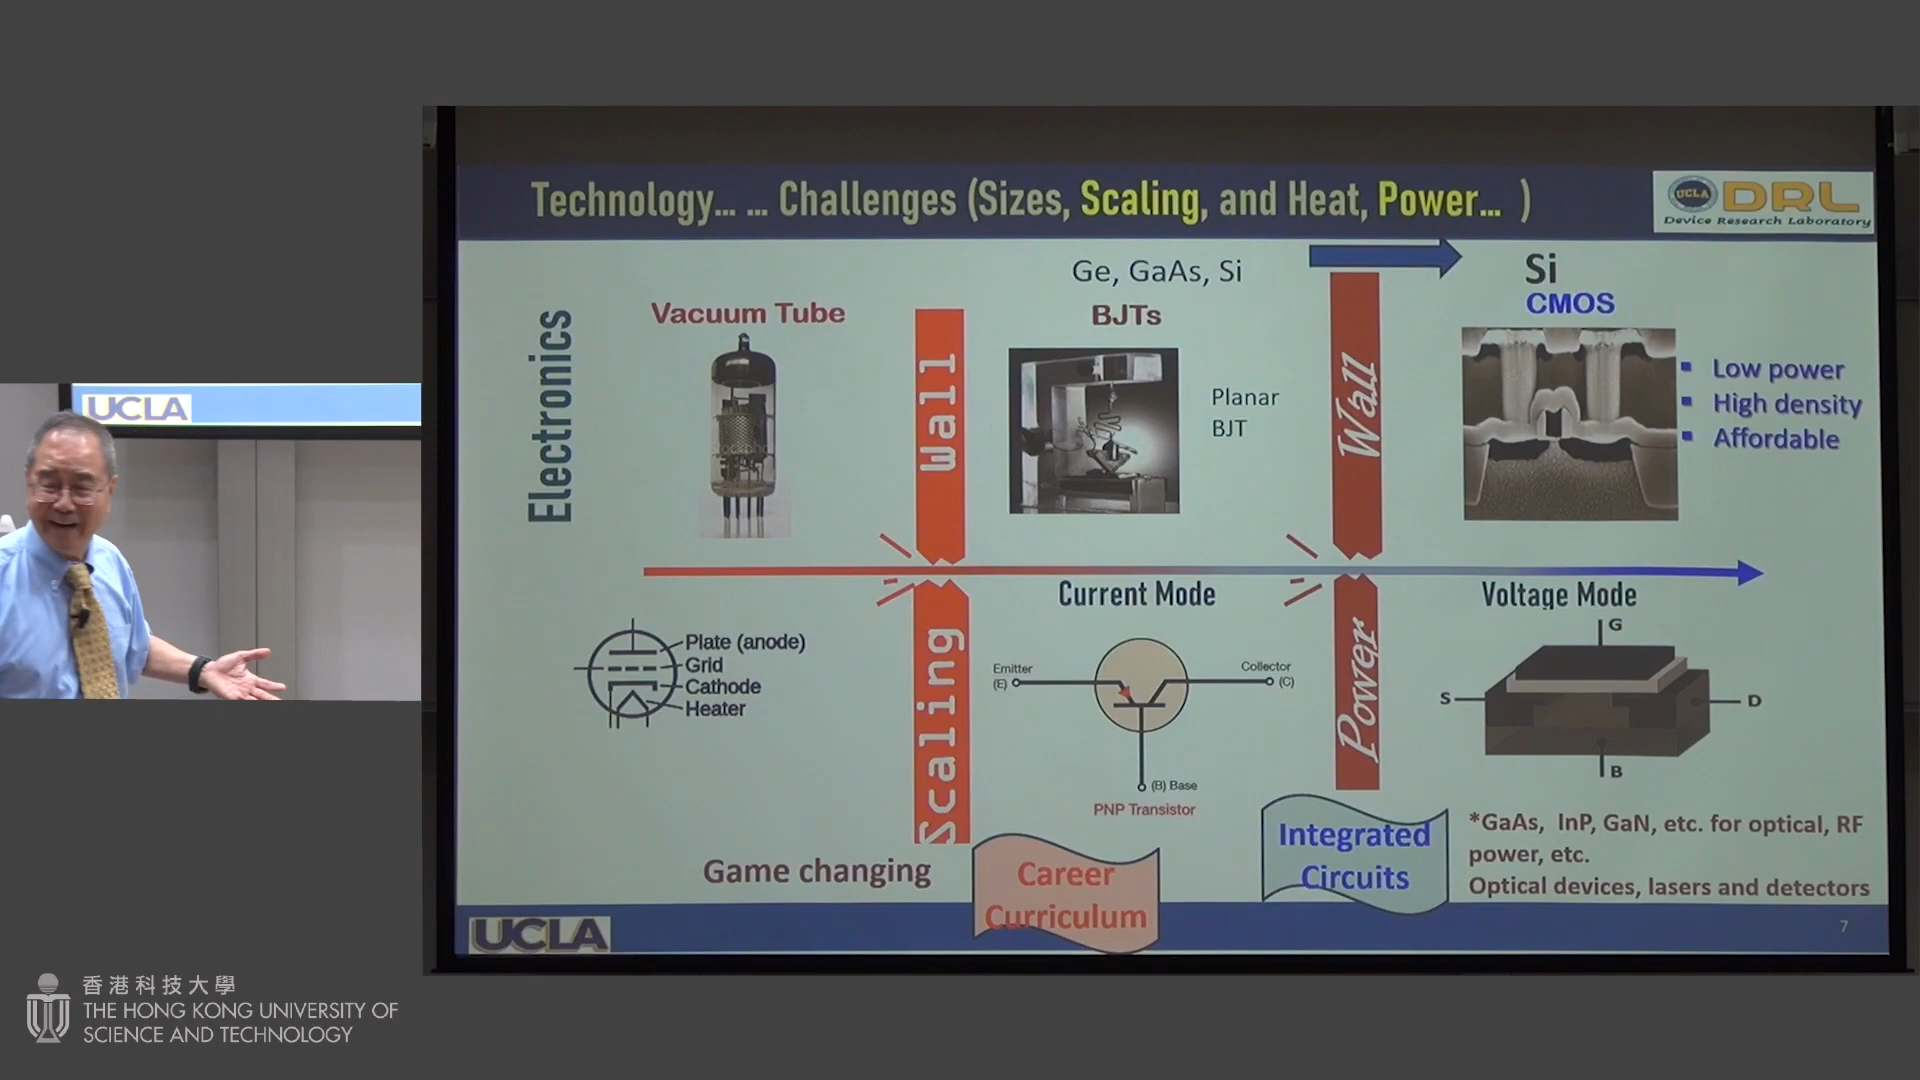 Technology... ... Challenges (Sizes, Scaling, and Heat, Power... )
UCLA
DRL
Device Research Laboratory
Electronics
Vacuum Tube
Scaling Wall
Ge, GaAs, Si
BJTs
Planar
BJT
Power Wall
Si
CMOS
Low power
High density
Affordable
Current Mode
Voltage Mode
Plate (anode)
Grid
Cathode
Heater
Emitter
(E)
Collector
(C)
(B) Base
PNP Transistor
G
S
D
B
Game changing
Career
Curriculum
Integrated
Circuits
*GaAs, InP, GaN, etc. for optical, RF
power, etc.
Optical devices, lasers and detectors
UCLA
7
UCLA
香港科技大學
THE HONG KONG UNIVERSITY OF
SCIENCE AND TECHNOLOGY